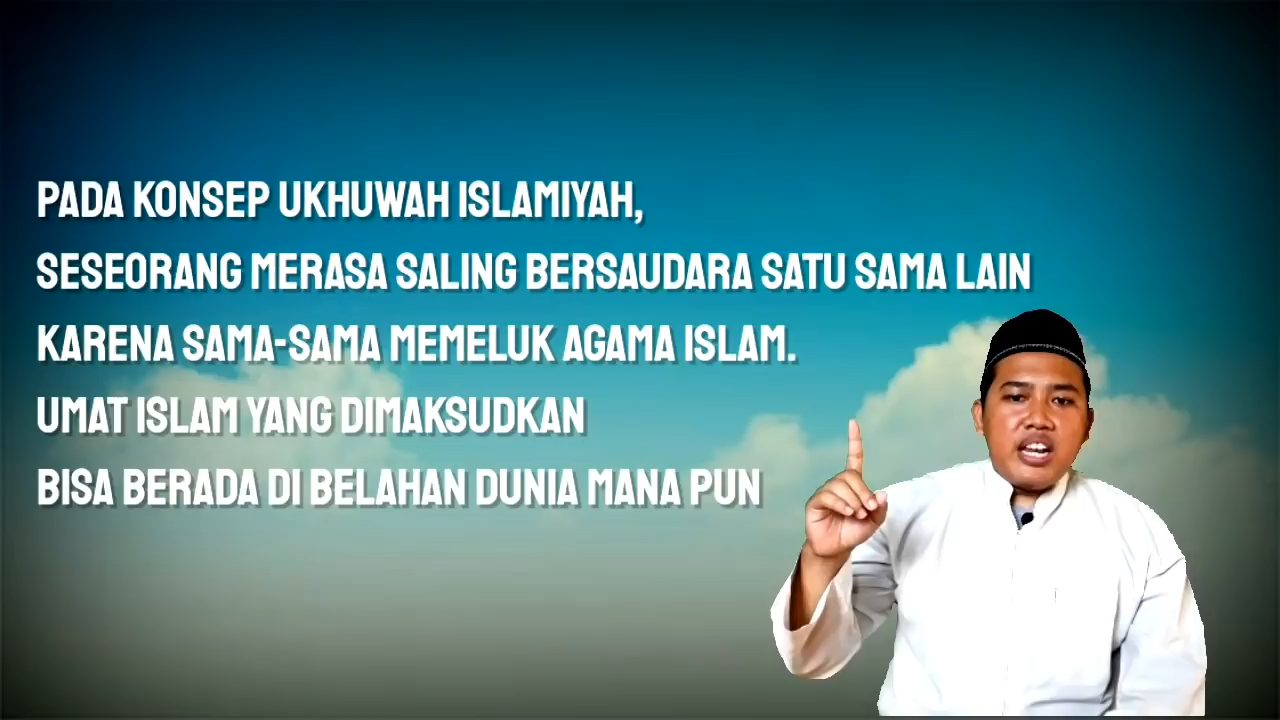 PADA KONSEP UKHUWAH ISLAMIYAH,
SESEORANG MERASA SALING BERSAUDARA SATU SAMA LAIN
KARENA SAMA-SAMA MEMELUK AGAMA ISLAM.
UMAT ISLAM YANG DIMAKSUDKAN
BISA BERADA DI BELAHAN DUNIA MANA PUN